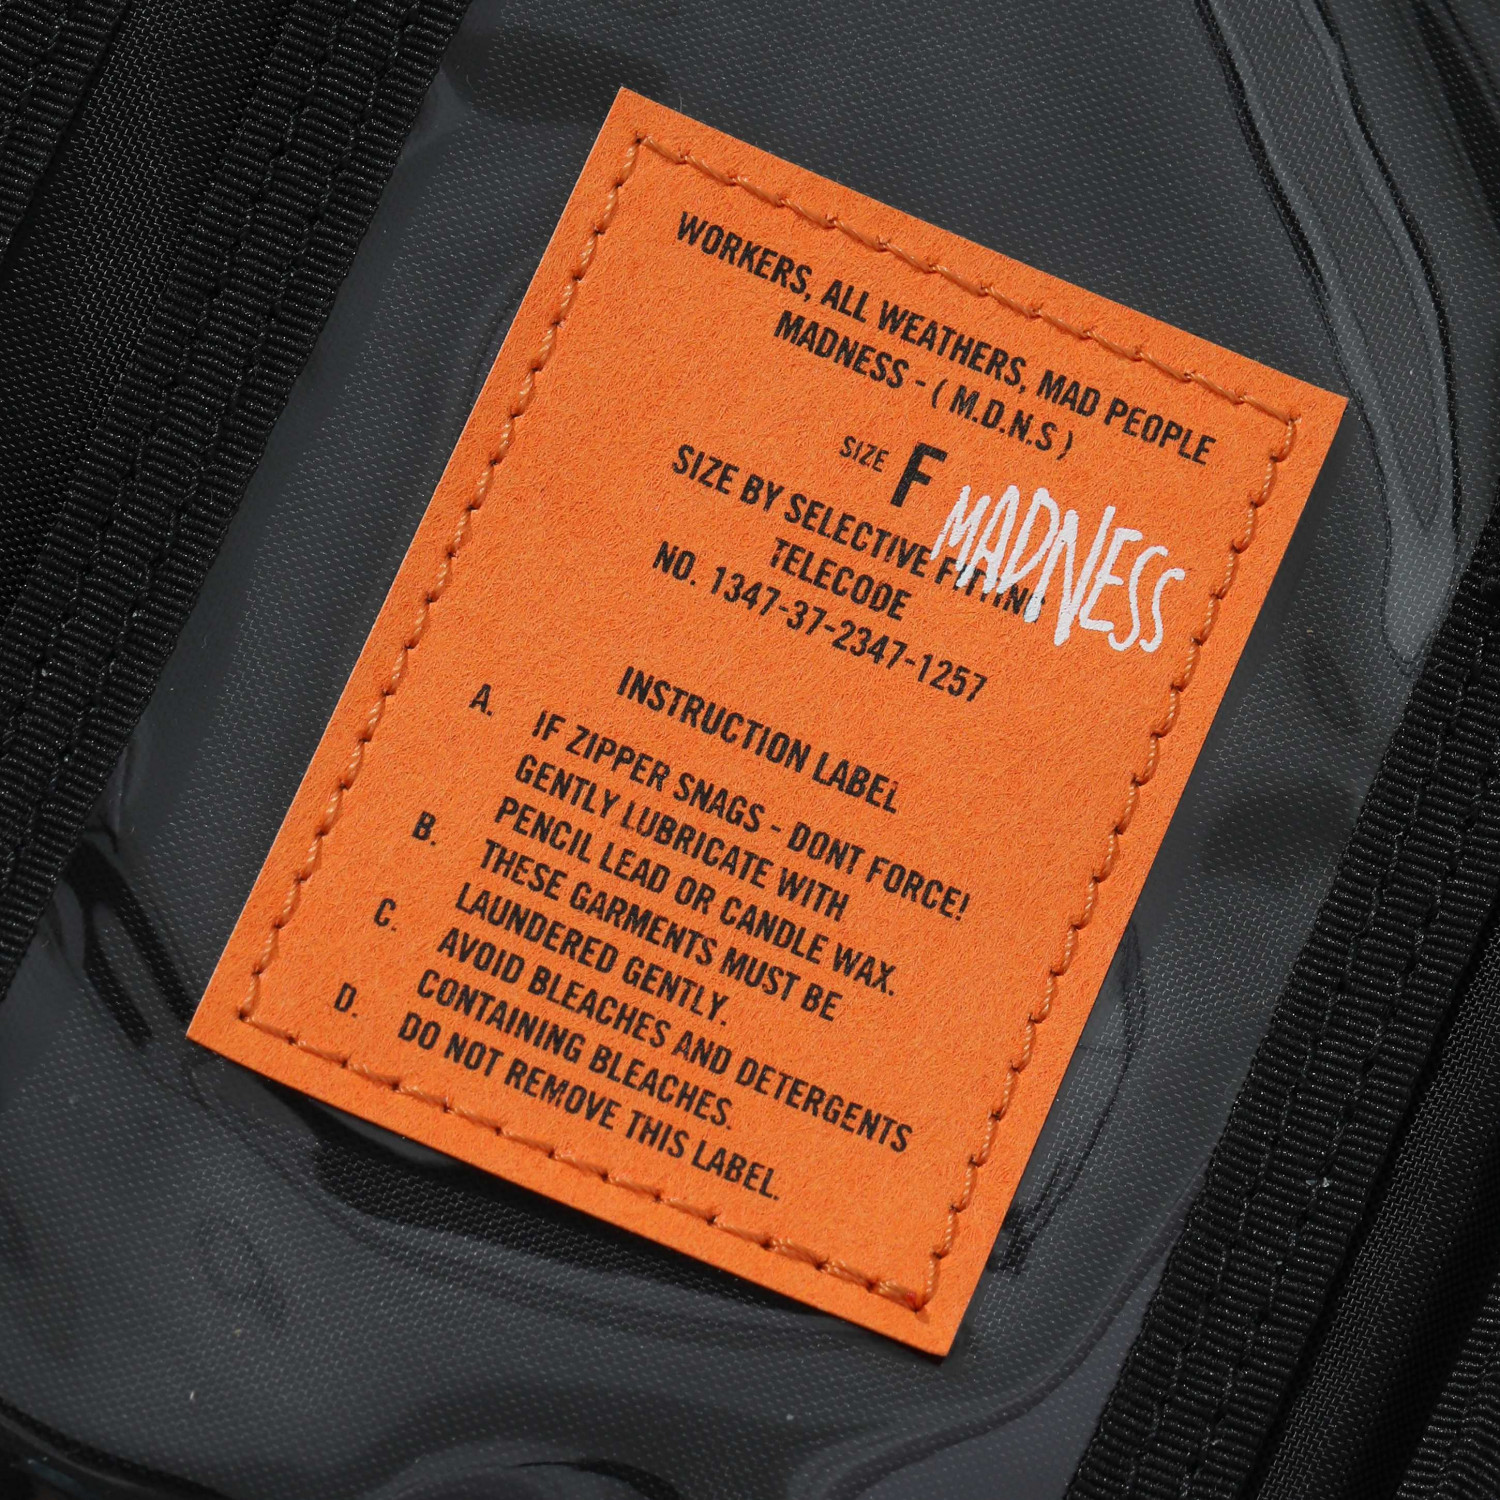 WORKERS, ALL WEATHERS, MAD PEOPLE
MADNESS - ( M.D.N.S )
SIZE F
MADNESS
SIZE BY SELECTIVE FITTING
TELECODE
NO. 1347-37-2347-1257
INSTRUCTION LABEL
A. IF ZIPPER SNAGS - DONT FORCE!
GENTLY LUBRICATE WITH
PENCIL LEAD OR CANDLE WAX.
B. THESE GARMENTS MUST BE
LAUNDERED GENTLY.
C. AVOID BLEACHES AND DETERGENTS
CONTAINING BLEACHES.
D. DO NOT REMOVE THIS LABEL.